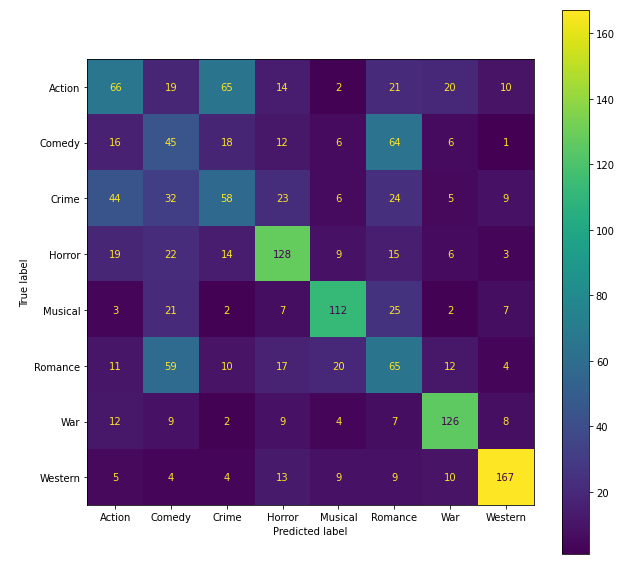 160
Action 66 19 65 14 2 21 20 10
140
Comedy 16 45 18 12 6 64 6 1
120
Crime 44 32 58 23 6 24 5 9
100
Horror 19 22 14 128 9 15 6 3
True label
80
Musical 3 21 2 7 112 25 2 7
60
Romance 11 59 10 17 20 65 12 4
40
War 12 9 2 9 4 7 126 8
Western 5 4 4 13 9 9 10 167
20
Action Comedy Crime Horror Musical Romance War Western
Predicted label